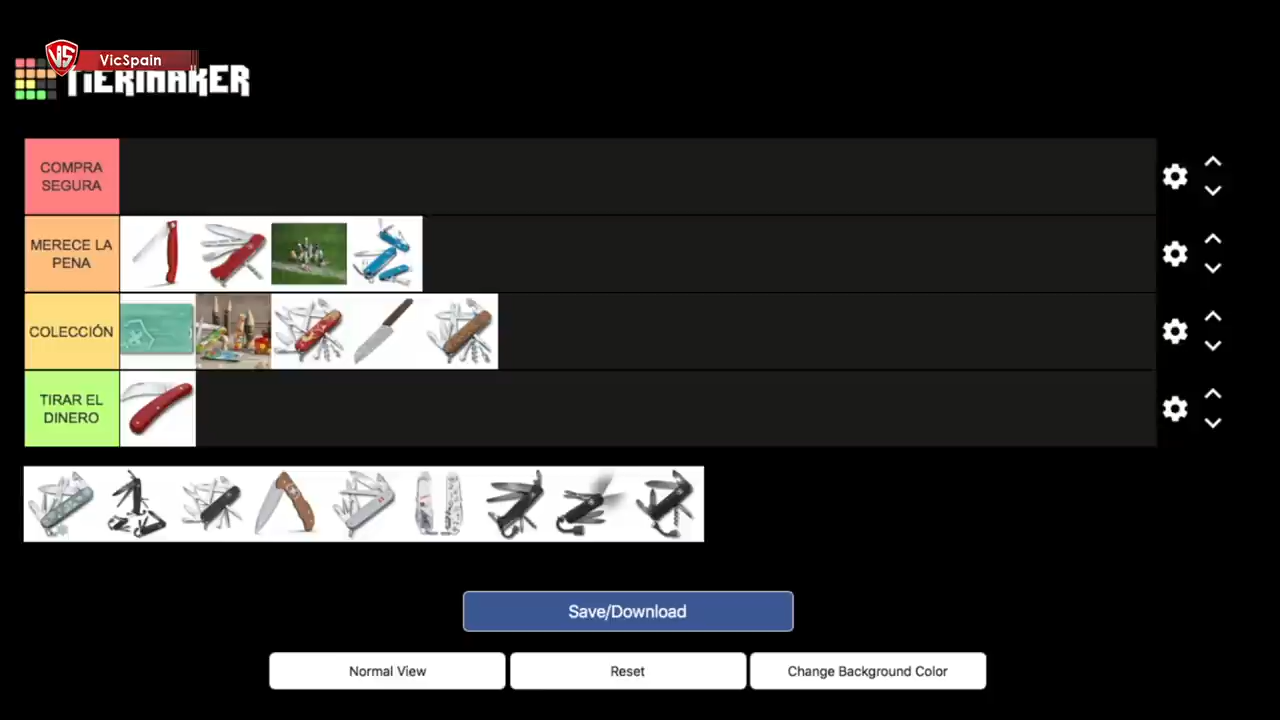 VicSpain
TIERMAKER
COMPRA
SEGURA
MERECE LA
PENA
COLECCIÓN
TIRAR EL
DINERO
Save/Download
Normal View
Reset
Change Background Color